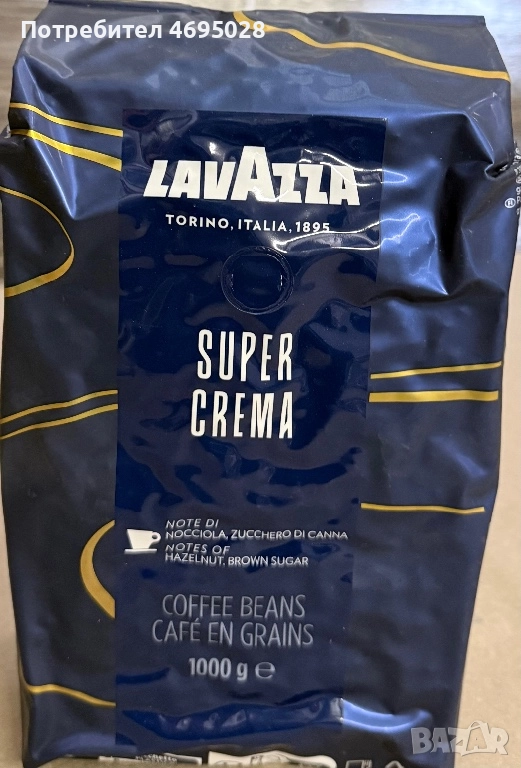 Потребител 4695028
LAVAZZA
TORINO, ITALIA, 1895
SUPER
CREMA
NOTE DI
NOCCIOLA, ZUCCHERO DI CANNA
NOTES OF
HAZELNUT, BROWN SUGAR
COFFEE BEANS
CAFÉ EN GRAINS
1000 g ℮
BAZAR